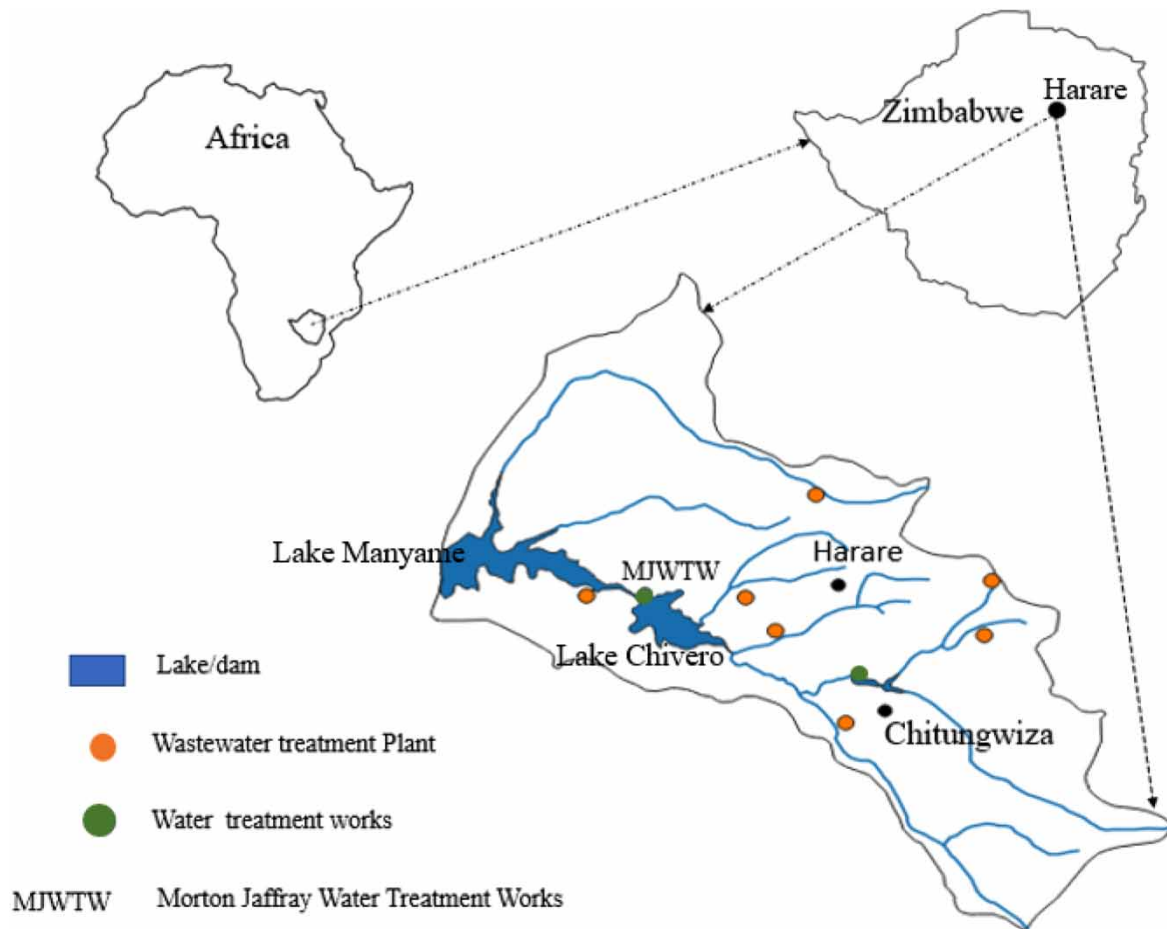 Africa
Harare
Zimbabwe
Lake Manyame
MJWTW
Harare
Lake Chivero
Chitungwiza
Lake/dam
Wastewater treatment Plant
Water treatment works
MJWTW Morton Jaffray Water Treatment Works